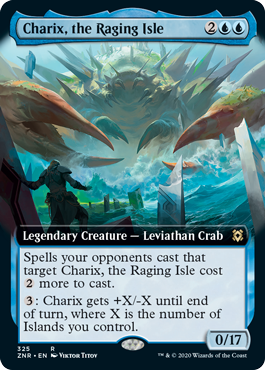 Charix, the Raging Isle 2
Legendary Creature — Leviathan Crab
Spells your opponents cast that
target Charix, the Raging Isle cost
2 more to cast.
3: Charix gets +X/-X until end
of turn, where X is the number of
Islands you control.
0/17
325 R
ZNR • EN Viktor Titov
™ & © 2020 Wizards of the Coast